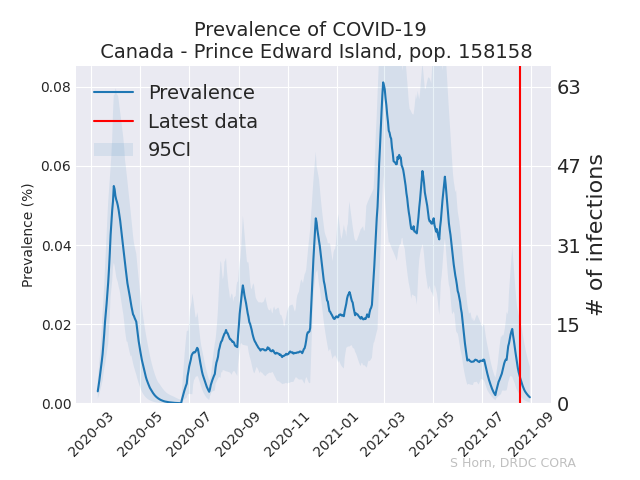 Prevalence of COVID-19
Canada - Prince Edward Island, pop. 158158
Prevalence
Latest data
95CI
Prevalence (%)
0.08
0.06
0.04
0.02
0.00
63
47
31
15
0
# of infections
2020-03
2020-05
2020-07
2020-09
2020-11
2021-01
2021-03
2021-05
2021-07
2021-09
S Horn, DRDC CORA